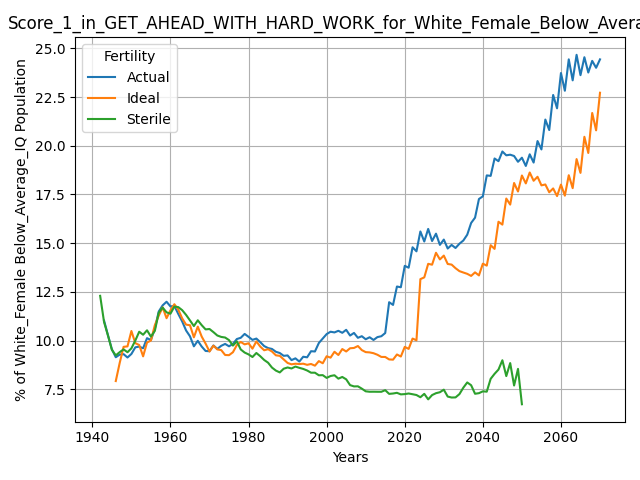 Score_1_in_GET_AHEAD_WITH_HARD_WORK_for_White_Female_Below_Avera
Fertility
Actual
Ideal
Sterile
% of White_Female Below_Average_IQ Population
25.0
22.5
20.0
17.5
15.0
12.5
10.0
7.5
1940
1960
1980
2000
2020
2040
2060
Years